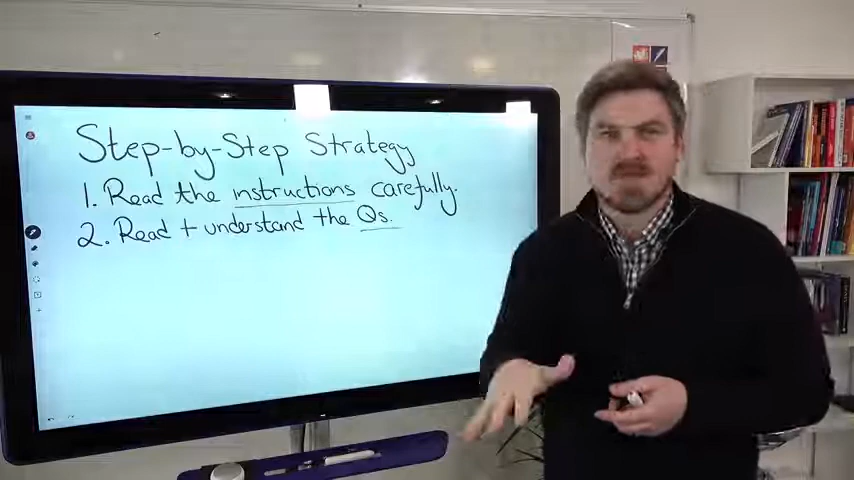 Step-by-Step Strategy
1. Read the instructions carefully.
2. Read + understand the Qs.